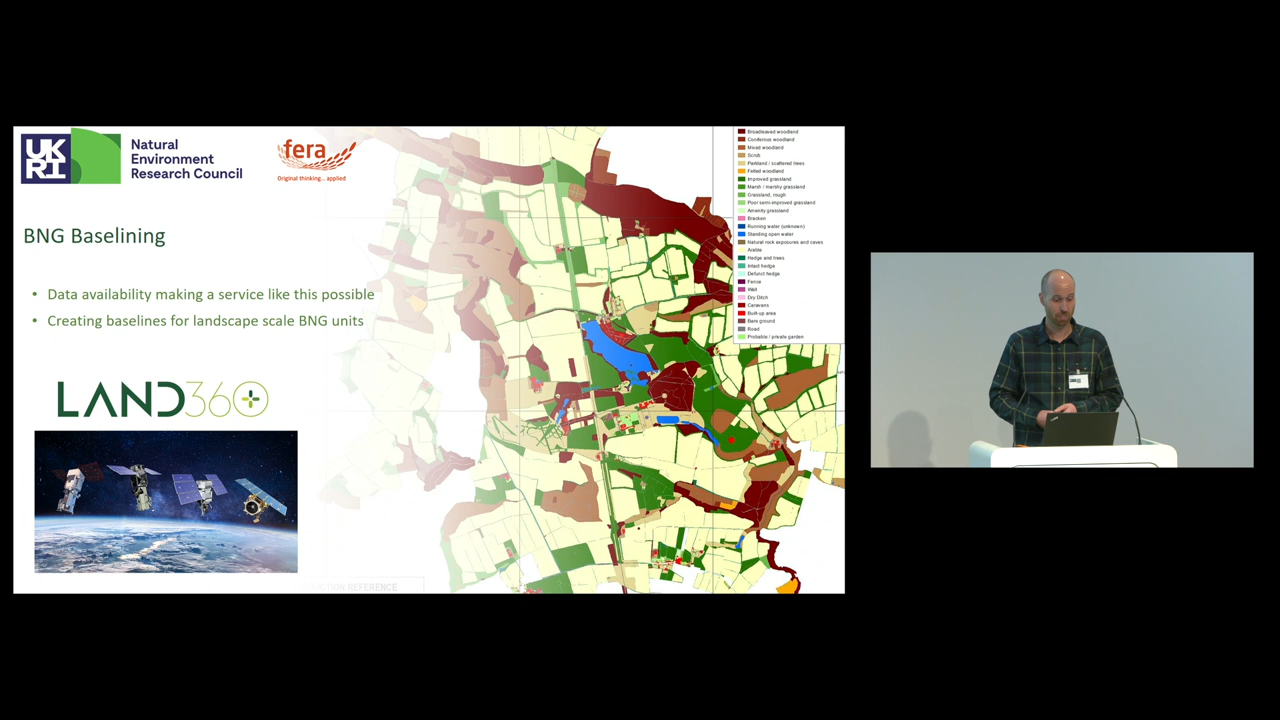 UK
RI
Natural
Environment
Research Council
fera
Original thinking... applied
BNG Baselining
• Data availability making a service like this possible
• Creating baselines for landscape scale BNG units
LAND360
Broadleaved woodland
Coniferous woodland
Mixed woodland
Scrub
Parkland / scattered trees
Felled woodland
Improved grassland
Marsh / marshy grassland
Grassland, rough
Poor semi-improved grassland
Amenity grassland
Bracken
Running water (unknown)
Standing open water
Natural rock exposures and caves
Arable
Hedge and trees
Intact hedge
Defunct hedge
Fence
Wall
Dry Ditch
Caravans
Built-up area
Bare ground
Road
Probable / private garden
REFERENCE